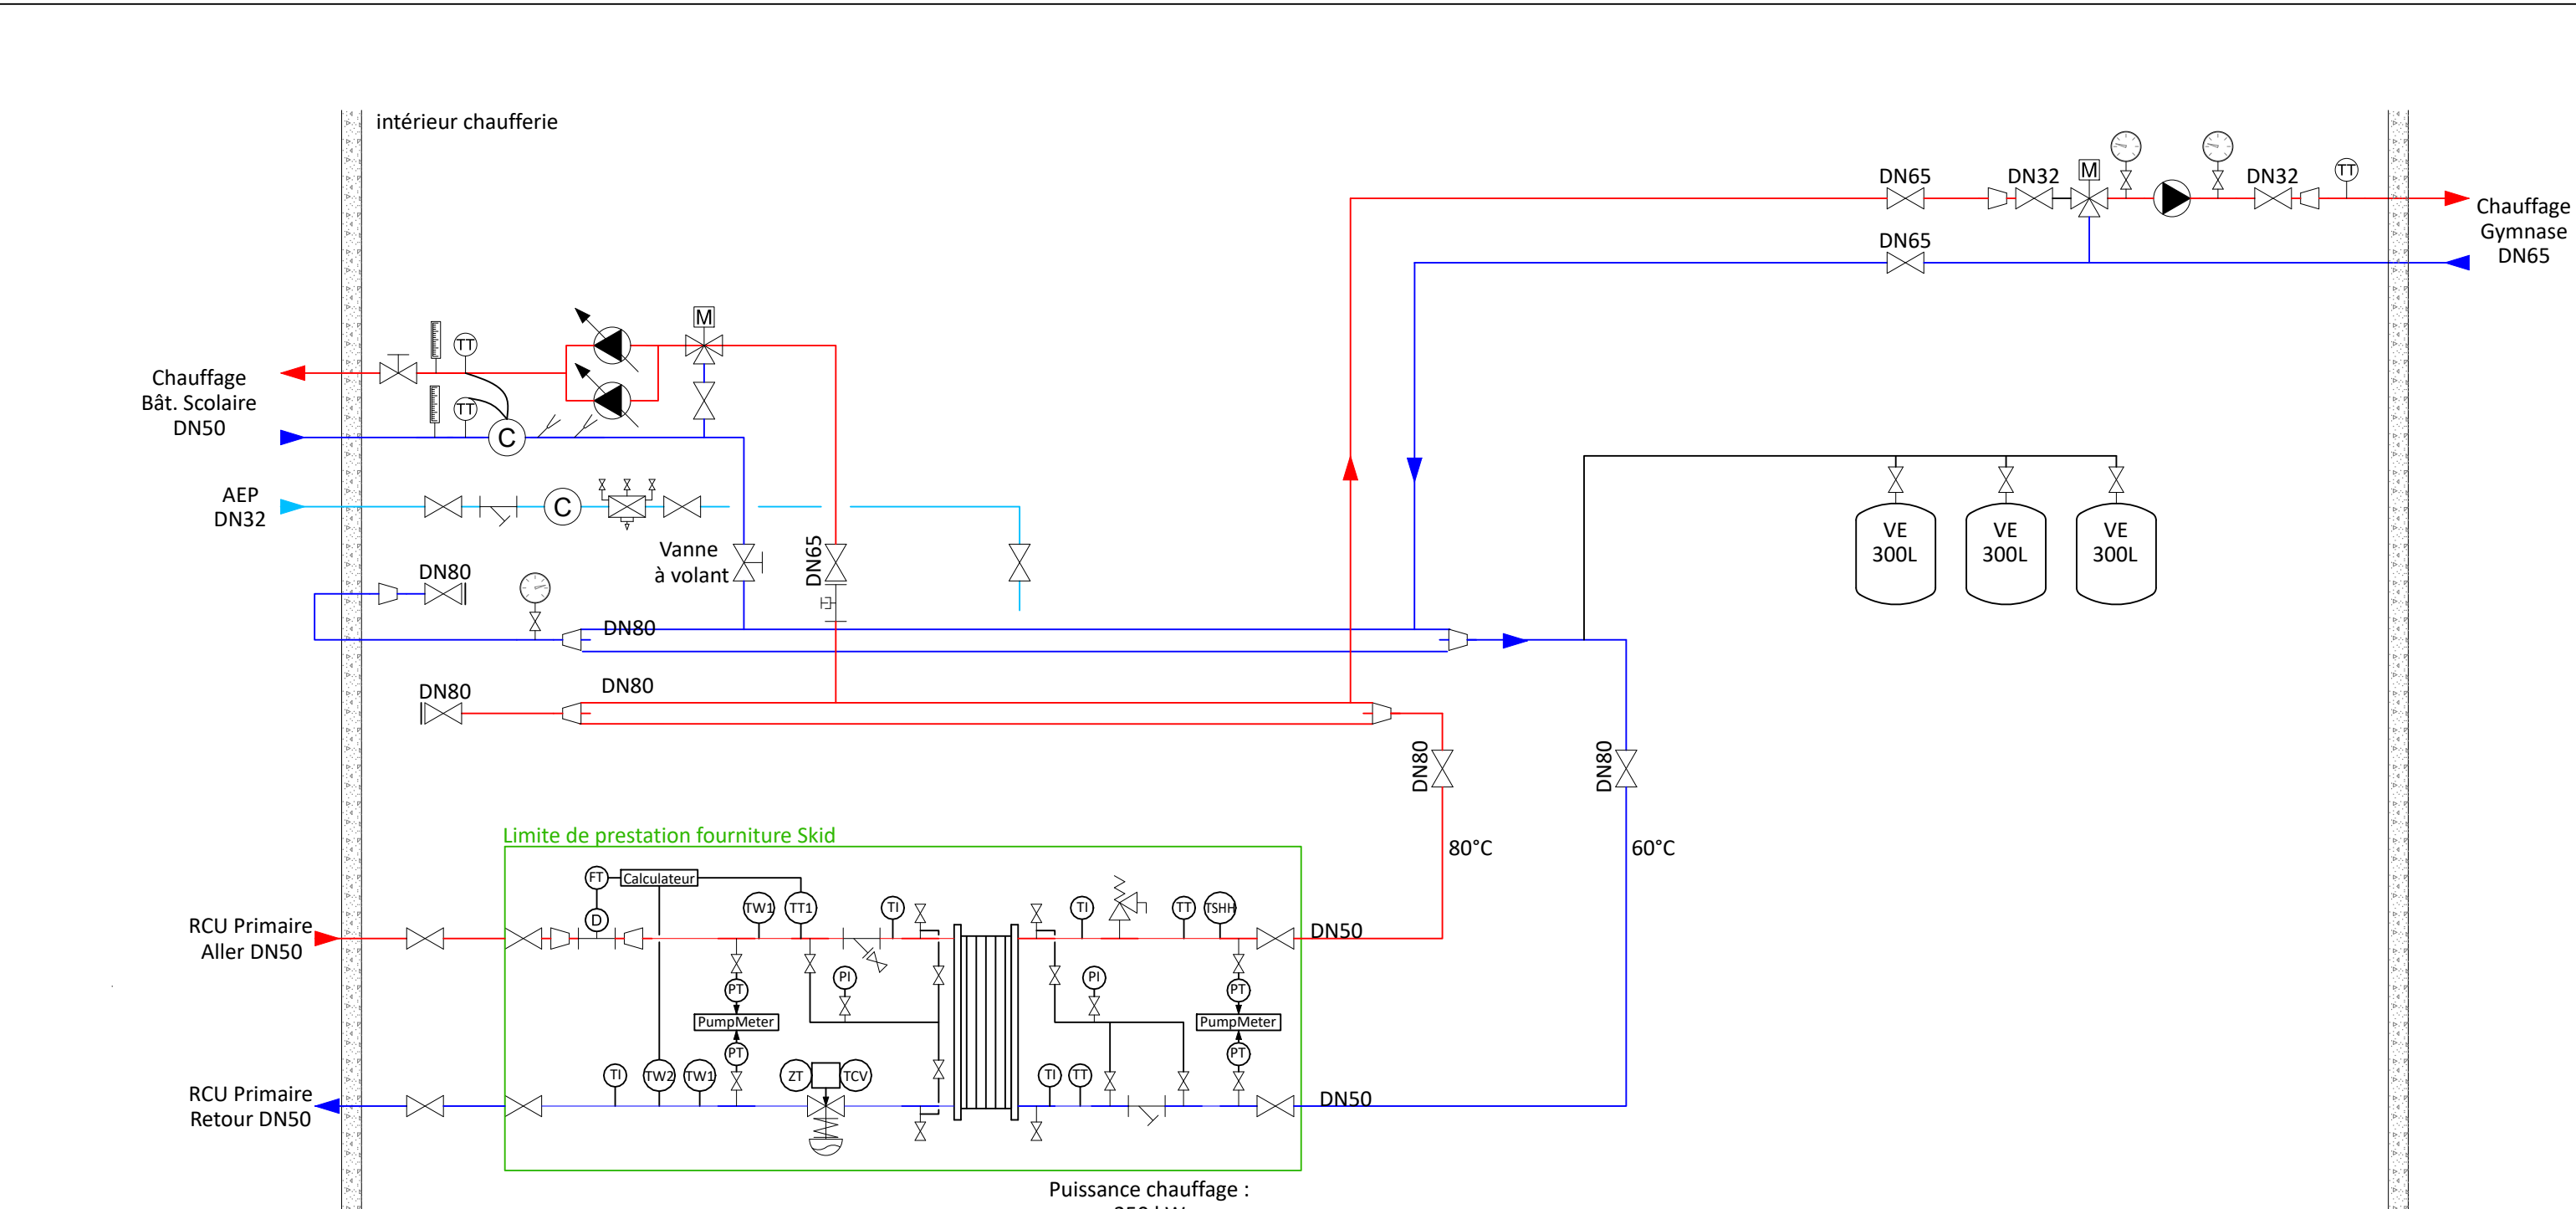 intérieur chaufferie
DN65
DN32
M
DN32
TT
Chauffage
Gymnase
DN65
DN65
M
TT
Chauffage
Bât. Scolaire
DN50
TT
C
AEP
DN32
C
VE
300L
VE
300L
VE
300L
Vanne
à volant
DN65
DN80
DN80
DN80
DN80
DN80
DN80
Limite de prestation fourniture Skid
80°C
60°C
FT
Calculateur
D
TW1
TT1
TI
TI
TT
TSHH
RCU Primaire
Aller DN50
DN50
PI
PI
PT
PT
PumpMeter
PumpMeter
PT
PT
TI
TW2
TW1
ZT
TCV
TI
TT
RCU Primaire
Retour DN50
DN50
Puissance chauffage :